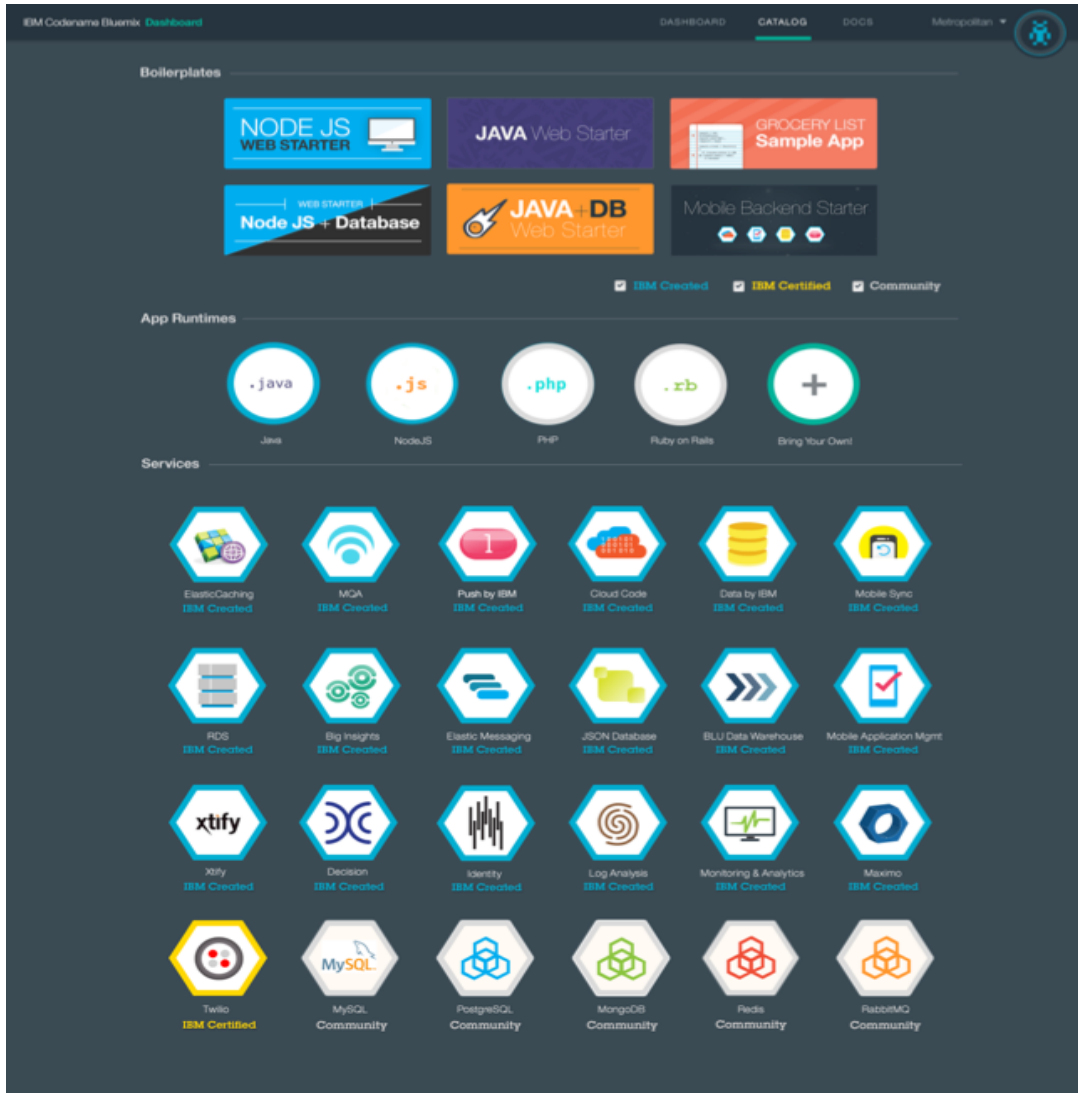 IBM Codename Bluemix Dashboard
DASHBOARD CATALOG DOCS Metropolitan
Boilerplates
NODE JS
WEB STARTER
JAVA Web Starter
GROCERY LIST
Sample App
WEB STARTER
Node JS + Database
JAVA+DB
Web Starter
Mobile Backend Starter
IBM Created IBM Certified Community
App Runtimes
.java .js .php .rb +
Java NodeJS PHP Ruby on Rails Bring Your Own!
Services
1
ElasticCaching MQA Push by IBM Cloud Code Data by IBM Mobile Sync
IBM Created IBM Created IBM Created IBM Created IBM Created IBM Created
RDS Big Insights Elastic Messaging JSON Database BLU Data Warehouse Mobile Application Mgmt
IBM Created IBM Created IBM Created IBM Created IBM Created IBM Created
xtify
Xtify Decision Identity Log Analysis Monitoring & Analytics Maximo
IBM Created IBM Created IBM Created IBM Created IBM Created IBM Created
MySQL
Twilio MySQL PostgreSQL MongoDB Redis RabbitMQ
IBM Certified Community Community Community Community Community